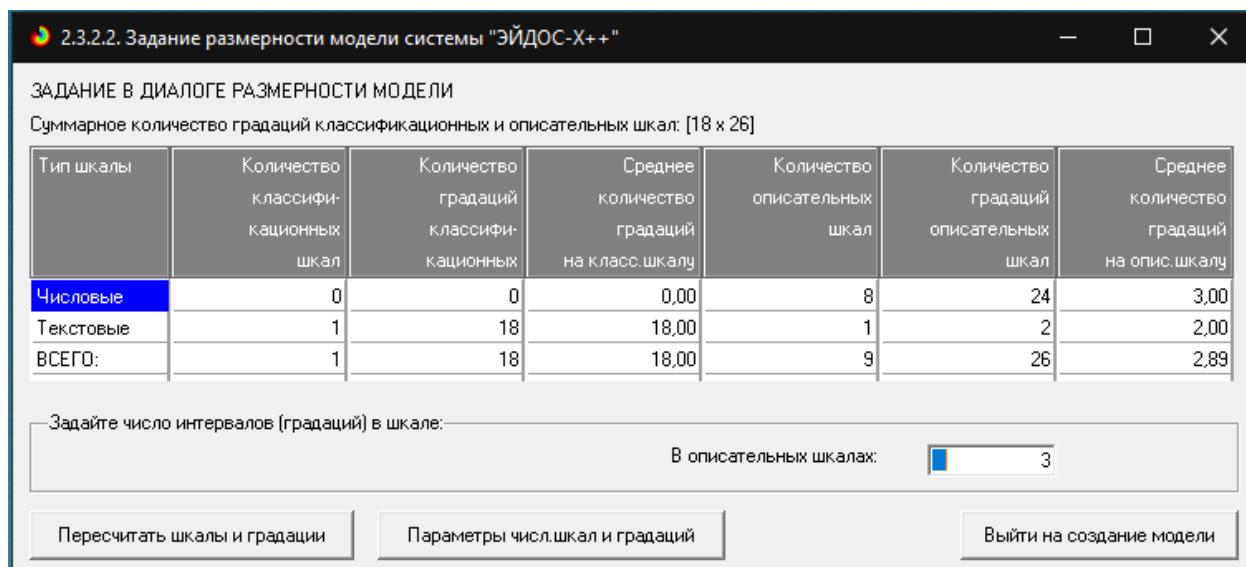 2.3.2.2. Задание размерности модели системы "ЭЙДОС-X++"
ЗАДАНИЕ В ДИАЛОГЕ РАЗМЕРНОСТИ МОДЕЛИ
Суммарное количество градаций классификационных и описательных шкал: [18 x 26]
Тип шкалы Количество Количество Среднее Количество Количество Среднее
классифи- градаций количество описательных градаций количество
кационных классифи- градаций шкал описательных градаций
шкал кационных на класс.шкалу шкал на опис.шкалу
Числовые 0 0 0,00 8 24 3,00
Текстовые 1 18 18,00 1 2 2,00
ВСЕГО: 1 18 18,00 9 26 2,89
Задайте число интервалов (градаций) в шкале:
В описательных шкалах: 3
Пересчитать шкалы и градации Параметры числ.шкал и градаций Выйти на создание модели